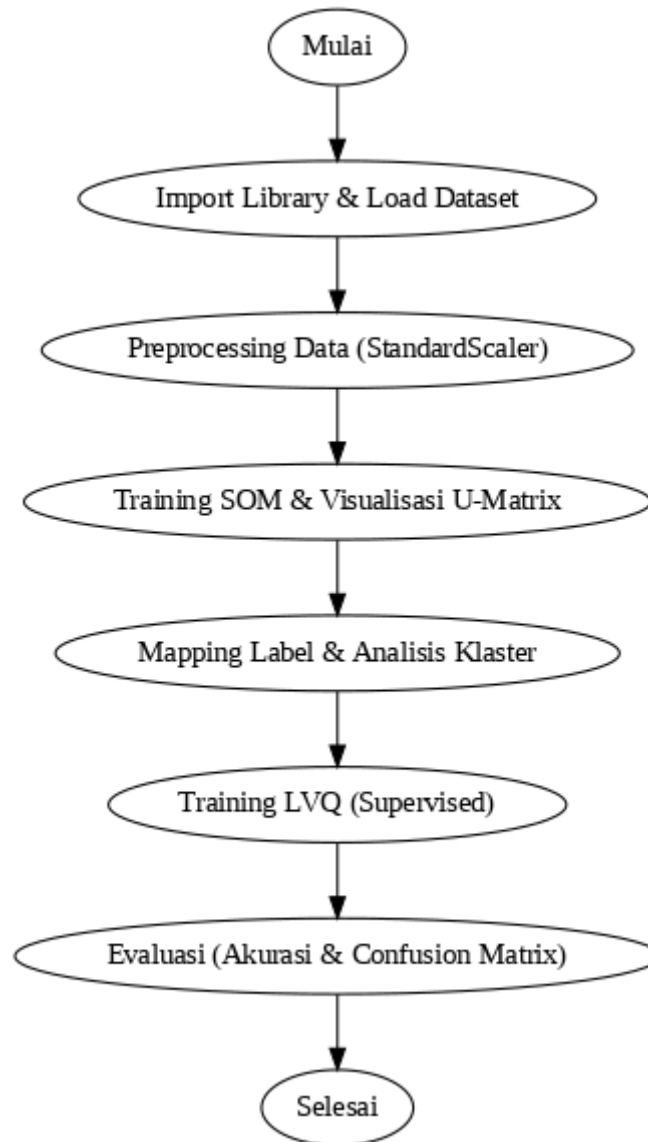 Mulai
Import Library & Load Dataset
Preprocessing Data (StandardScaler)
Training SOM & Visualisasi U-Matrix
Mapping Label & Analisis Klaster
Training LVQ (Supervised)
Evaluasi (Akurasi & Confusion Matrix)
Selesai